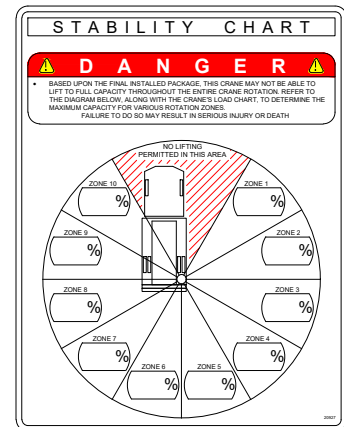 STABILITY CHART
DANGER
• BASED UPON THE FINAL INSTALLED PACKAGE, THIS CRANE MAY NOT BE ABLE TO
LIFT TO FULL CAPACITY THROUGHOUT THE ENTIRE CRANE ROTATION. REFER TO
THE DIAGRAM BELOW, ALONG WITH THE CRANE'S LOAD CHART, TO DETERMINE THE
MAXIMUM CAPACITY FOR VARIOUS ROTATION ZONES.
FAILURE TO DO SO MAY RESULT IN SERIOUS INJURY OR DEATH
NO LIFTING
PERMITTED IN THIS AREA
ZONE 10
%
ZONE 1
%
ZONE 9
%
ZONE 2
%
ZONE 8
%
ZONE 3
%
ZONE 7
%
ZONE 4
%
ZONE 6
%
ZONE 5
%